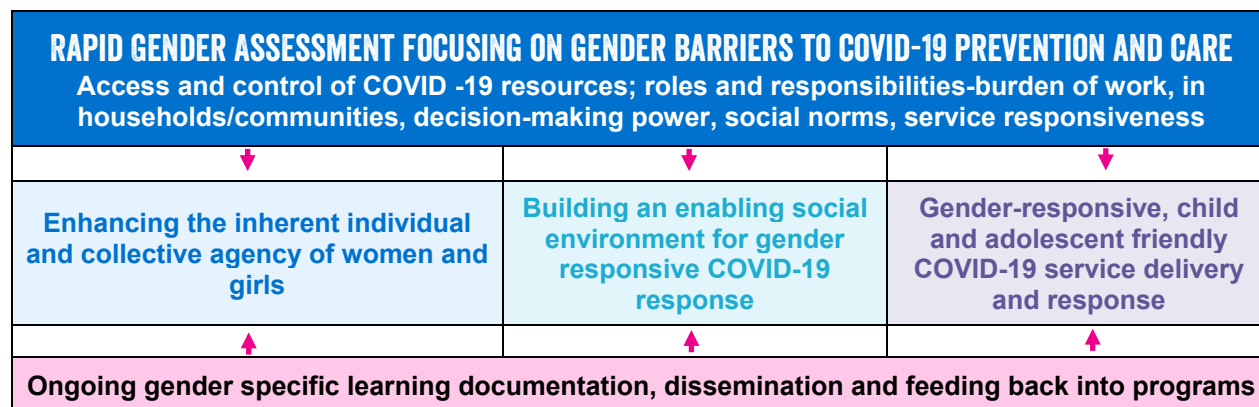 RAPID GENDER ASSESSMENT FOCUSING ON GENDER BARRIERS TO COVID-19 PREVENTION AND CARE
Access and control of COVID -19 resources; roles and responsibilities-burden of work, in
households/communities, decision-making power, social norms, service responsiveness
Enhancing the inherent individual
and collective agency of women and
girls
Building an enabling social
environment for gender
responsive COVID-19
response
Gender-responsive, child
and adolescent friendly
COVID-19 service delivery
and response
Ongoing gender specific learning documentation, dissemination and feeding back into programs